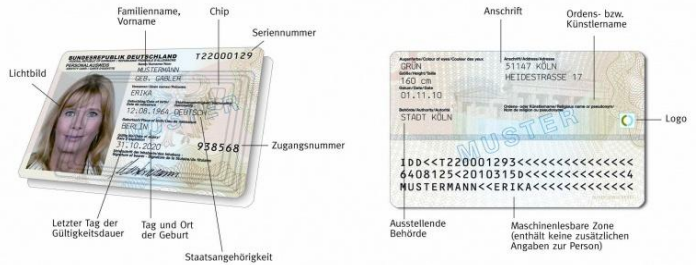 Familienname,
Vorname
Chip
Seriennummer
Lichtbild
Zugangsnummer
Letzter Tag der
Gültigkeitsdauer
Tag und Ort
der Geburt
Staatsangehörigkeit
BUNDESREPUBLIK DEUTSCHLAND
T22000129
PERSONALAUSWEIS
MUSTERMANN
GEB. GABLER
ERIKA
12.08.1964 DEUTSCH
BERLIN
31.10.2020
938568
MUSTER
Anschrift
Ordens- bzw.
Künstlername
Logo
Ausstellende
Behörde
Maschinenlesbare Zone
(enthält keine zusätzlichen
Angaben zur Person)
GRÜN
160 cm
01.11.10
STADT KÖLN
51147 KÖLN
HEIDESTRASSE 17
MUSTER
IDD<<T220001293<<<<<<<<<<<<<<<
6408125<2010315D<<<<<<<<<<<<<4
MUSTERMANN<<ERIKA<<<<<<<<<<<<<